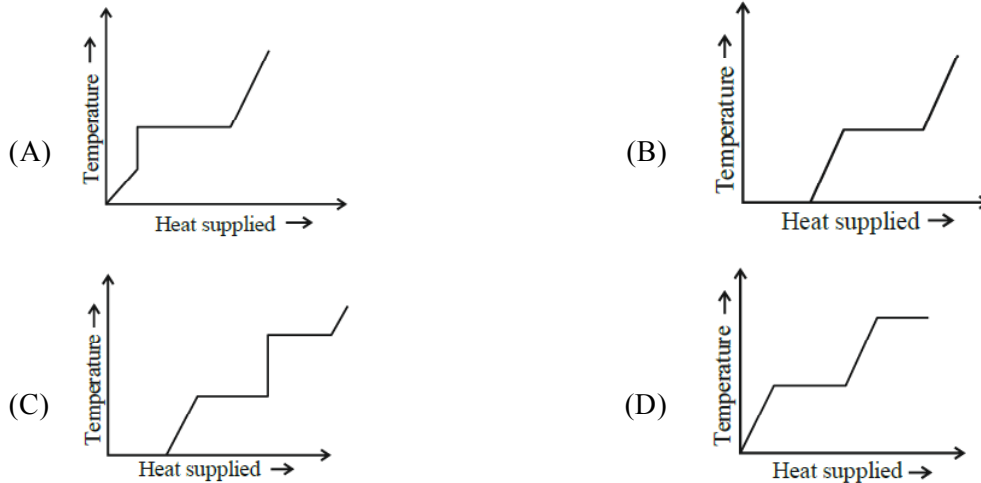 (A)
Temperature →
Heat supplied →
(B)
Temperature →
Heat supplied →
(C)
Temperature →
Heat supplied →
(D)
Temperature →
Heat supplied →